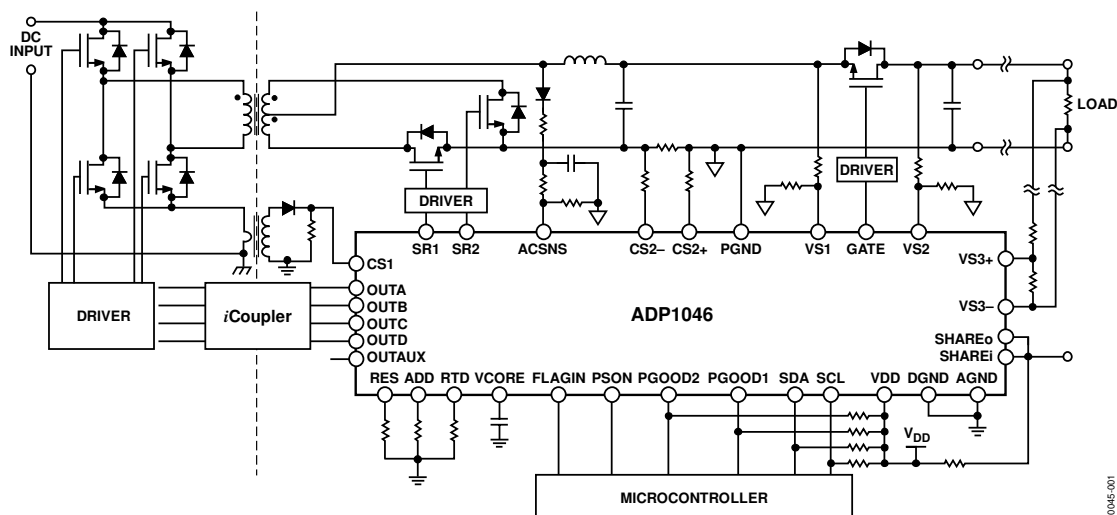 DC
INPUT
LOAD
DRIVER
DRIVER
SR1 SR2 ACSNS CS2– CS2+ PGND VS1 GATE VS2
CS1
VS3+
OUTA
OUTB
OUTC
OUTD
OUTAUX
DRIVER
iCoupler
ADP1046
VS3–
SHAREo
SHAREi
RES ADD RTD VCORE FLAGIN PSON PGOOD2 PGOOD1 SDA SCL VDD DGND AGND
VDD
MICROCONTROLLER
0045-001